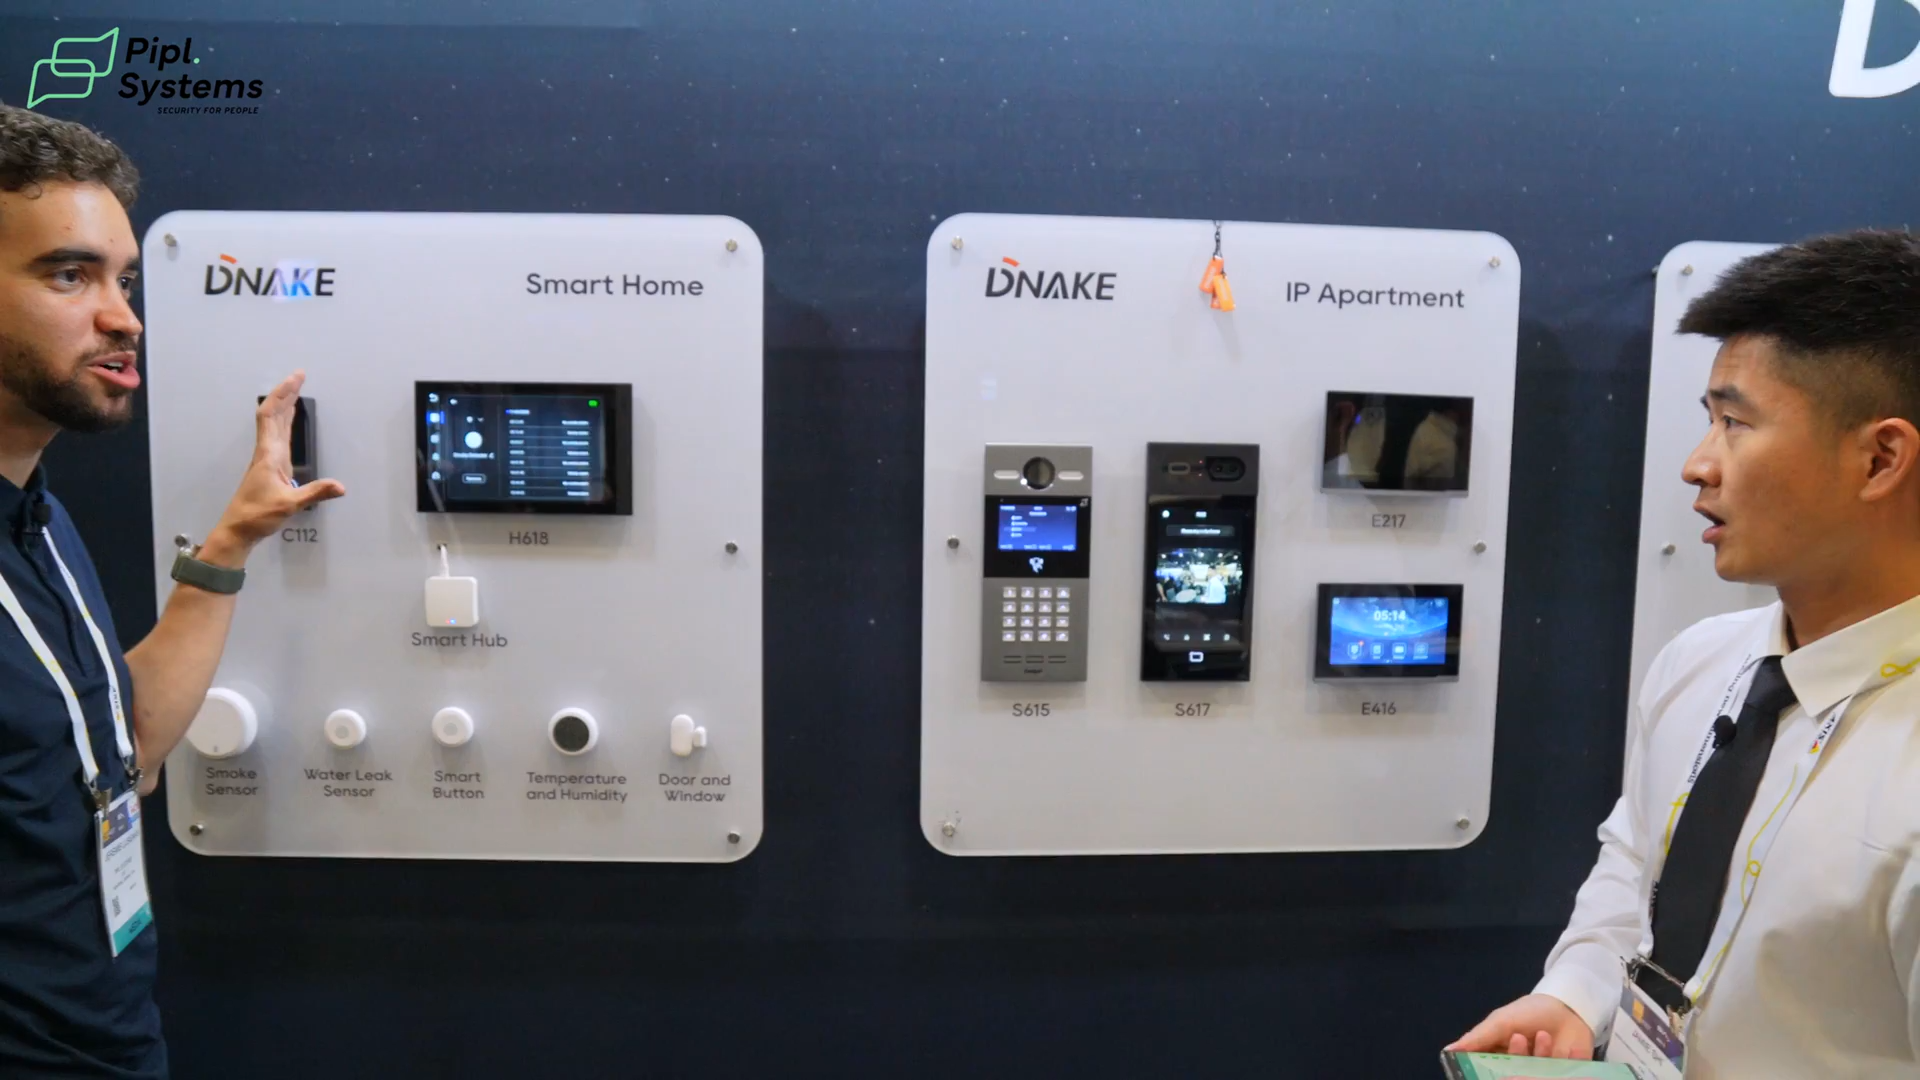 Pipl.
Systems
SECURITY FOR PEOPLE
DNAKE
Smart Home
C112
H618
Smart Hub
Smoke
Sensor
Water Leak
Sensor
Smart
Button
Temperature
and Humidity
Door and
Window
DNAKE
IP Apartment
S615
S617
E217
05:14
E416
D